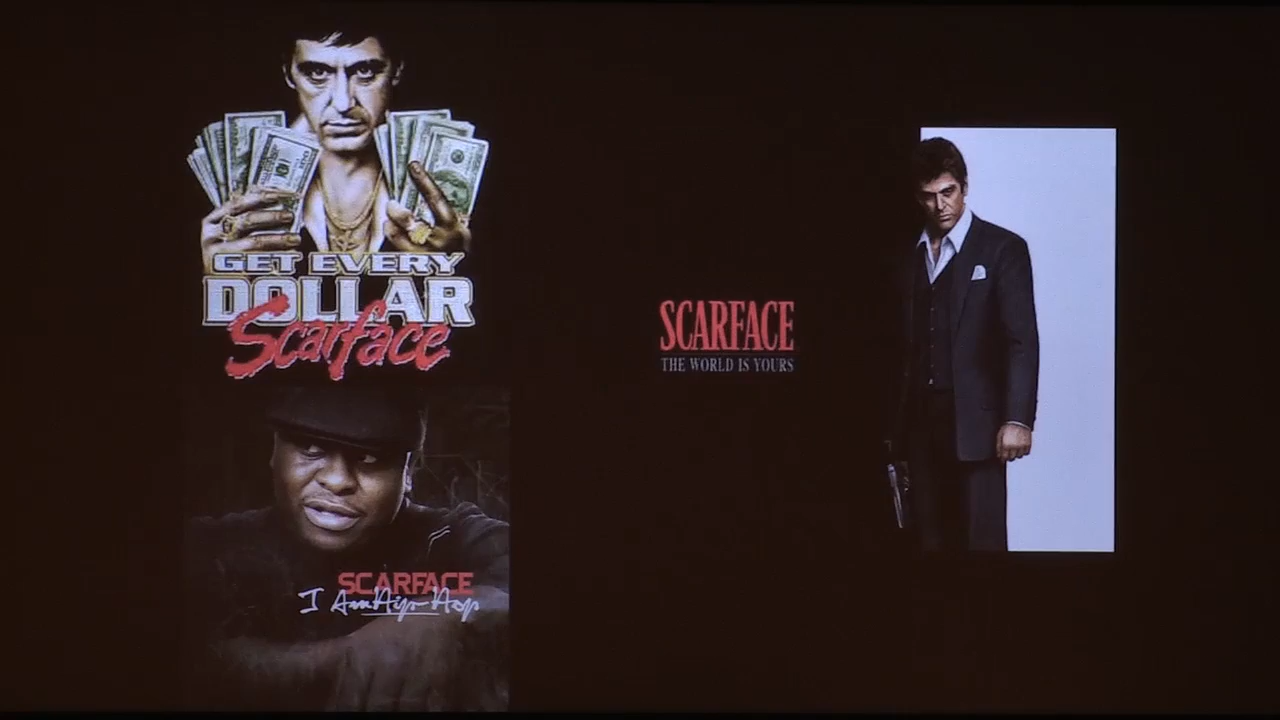 GET EVERY
DOLLAR
Scarface
SCARFACE
THE WORLD IS YOURS
SCARFACE
I Am Hip-Hop